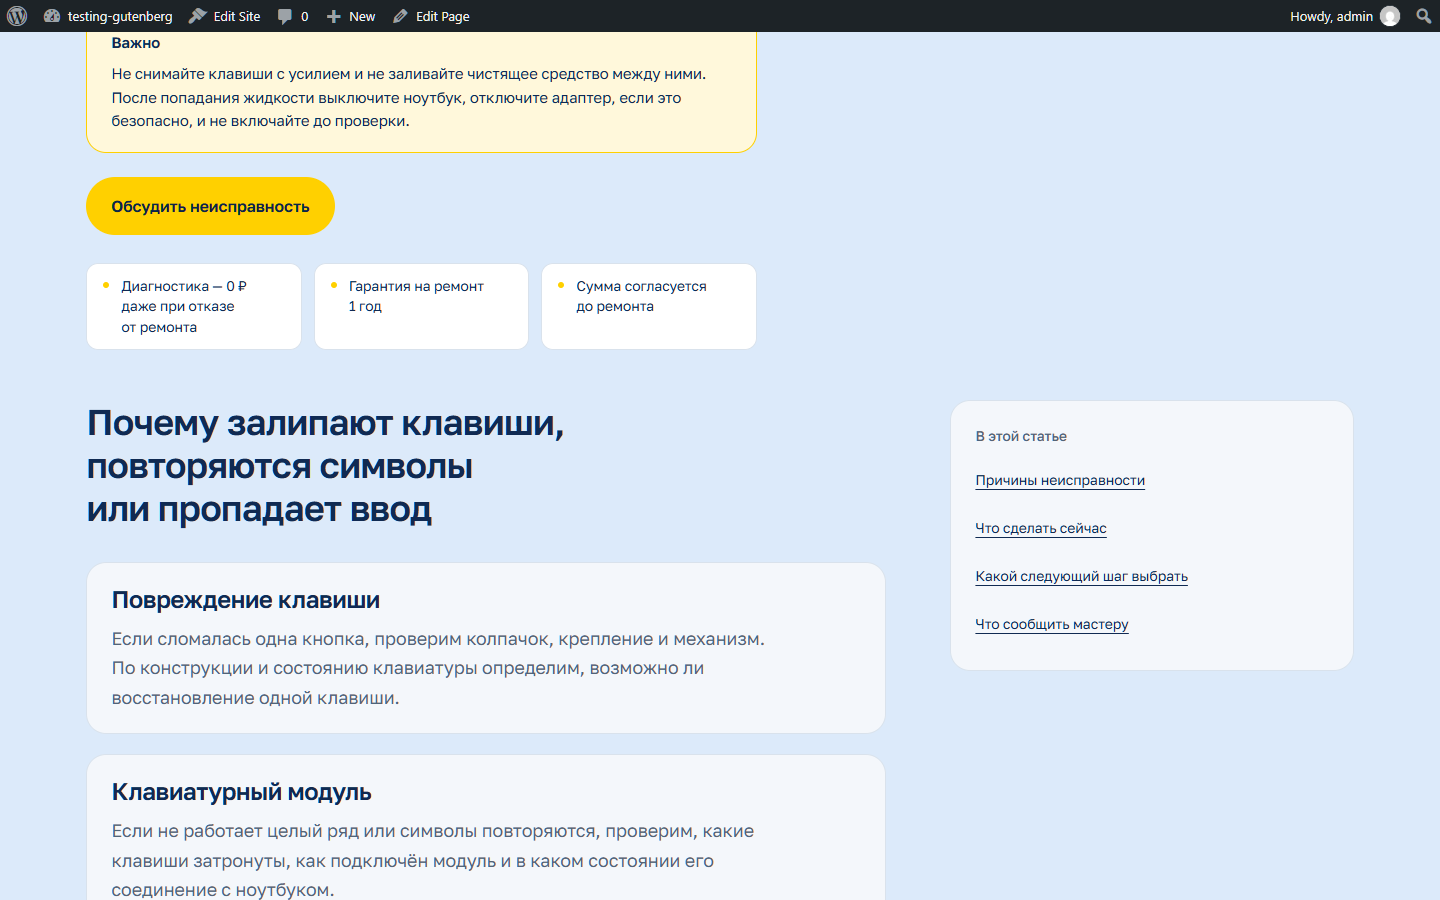 testing-gutenberg Edit Site 0 New Edit Page Howdy, admin
Важно
Не снимайте клавиши с усилием и не заливайте чистящее средство между ними.
После попадания жидкости выключите ноутбук, отключите адаптер, если это
безопасно, и не включайте до проверки.
Обсудить неисправность
Диагностика — 0 ₽
даже при отказе
от ремонта
Гарантия на ремонт
1 год
Сумма согласуется
до ремонта
Почему залипают клавиши,
повторяются символы
или пропадает ввод
Повреждение клавиши
Если сломалась одна кнопка, проверим колпачок, крепление и механизм.
По конструкции и состоянию клавиатуры определим, возможно ли
восстановление одной клавиши.
Клавиатурный модуль
Если не работает целый ряд или символы повторяются, проверим, какие
клавиши затронуты, как подключён модуль и в каком состоянии его
соединение с ноутбуком.
В этой статье
Причины неисправности
Что сделать сейчас
Какой следующий шаг выбрать
Что сообщить мастеру